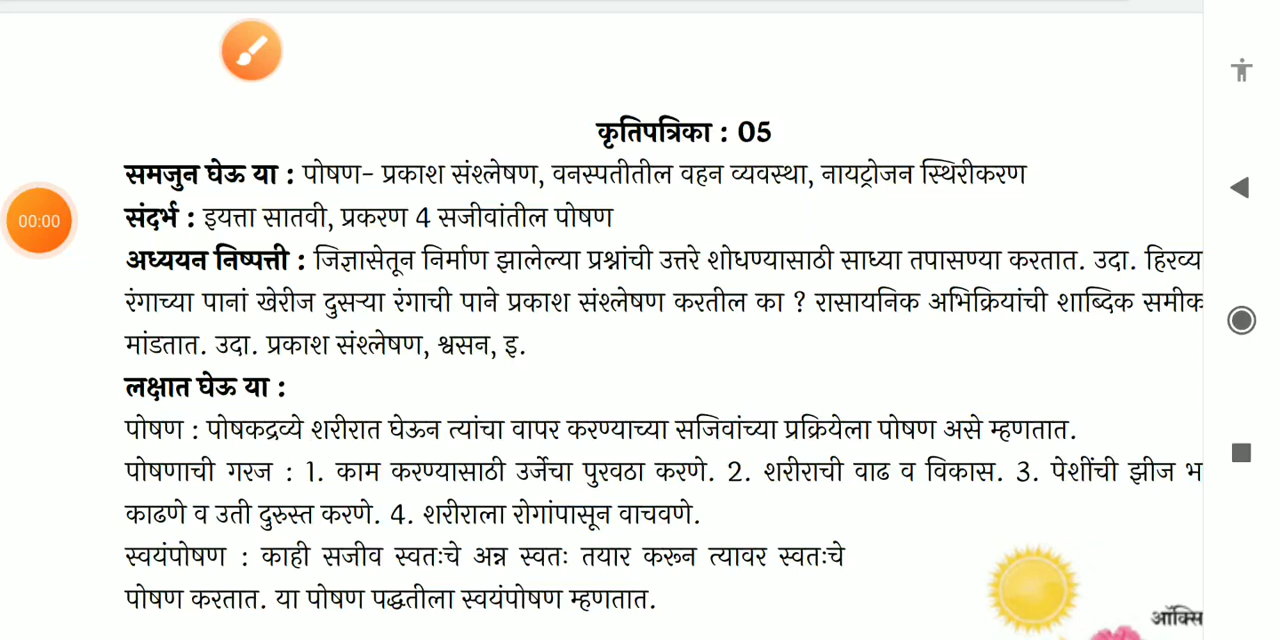 कृतिपत्रिका : 05
समजुन घेऊ या : पोषण- प्रकाश संश्लेषण, वनस्पतीतील वहन व्यवस्था, नायट्रोजन स्थिरीकरण
00:00
संदर्भ : इयत्ता सातवी, प्रकरण 4 सजीवांतील पोषण
अध्ययन निष्पत्ती : जिज्ञासेतून निर्माण झालेल्या प्रश्नांची उत्तरे शोधण्यासाठी साध्या तपासण्या करतात. उदा. हिरव्या
रंगाच्या पानां खेरीज दुसऱ्या रंगाची पाने प्रकाश संश्लेषण करतील का ? रासायनिक अभिक्रियांची शाब्दिक समीक
मांडतात. उदा. प्रकाश संश्लेषण, श्वसन, इ.
लक्षात घेऊ या :
पोषण : पोषकद्रव्ये शरीरात घेऊन त्यांचा वापर करण्याच्या सजिवांच्या प्रक्रियेला पोषण असे म्हणतात.
पोषणाची गरज : 1. काम करण्यासाठी उर्जेचा पुरवठा करणे. 2. शरीराची वाढ व विकास. 3. पेशींची झीज भ
काढणे व उती दुरुस्त करणे. 4. शरीराला रोगांपासून वाचवणे.
स्वयंपोषण : काही सजीव स्वतःचे अन्न स्वतः तयार करून त्यावर स्वतःचे
पोषण करतात. या पोषण पद्धतीला स्वयंपोषण म्हणतात.
ऑक्सि